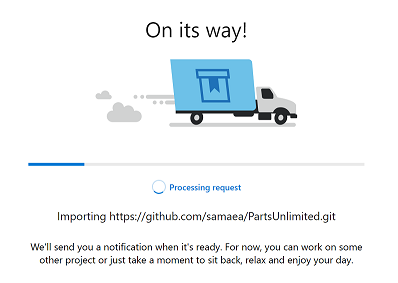 On its way!
Processing request
Importing https://github.com/samaea/PartsUnlimited.git
We'll send you a notification when it's ready. For now, you can work on some
other project or just take a moment to sit back, relax and enjoy your day.